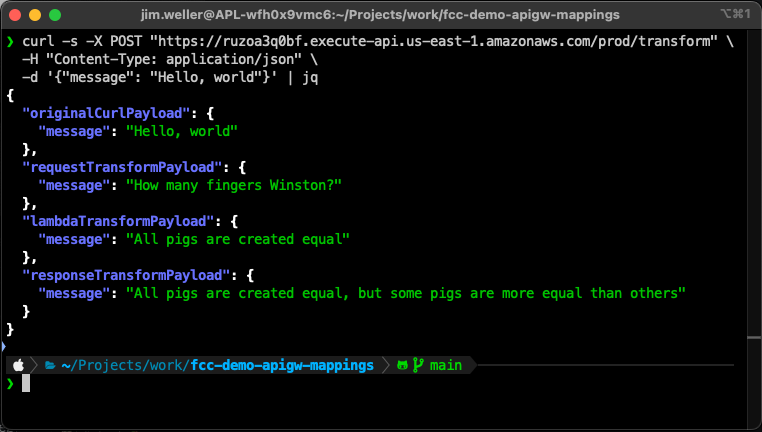 jim.weller@APL-wfh0x9vmc6:~/Projects/work/fcc-demo-apigw-mappings
⌥⌘1
❯ curl -s -X POST "https://ruzoa3q0bf.execute-api.us-east-1.amazonaws.com/prod/transform" \
  -H "Content-Type: application/json" \
  -d '{"message": "Hello, world"}' | jq
{
  "originalCurlPayload": {
    "message": "Hello, world"
  },
  "requestTransformPayload": {
    "message": "How many fingers Winston?"
  },
  "lambdaTransformPayload": {
    "message": "All pigs are created equal"
  },
  "responseTransformPayload": {
    "message": "All pigs are created equal, but some pigs are more equal than others"
  }
}
~/Projects/work/fcc-demo-apigw-mappings main
❯